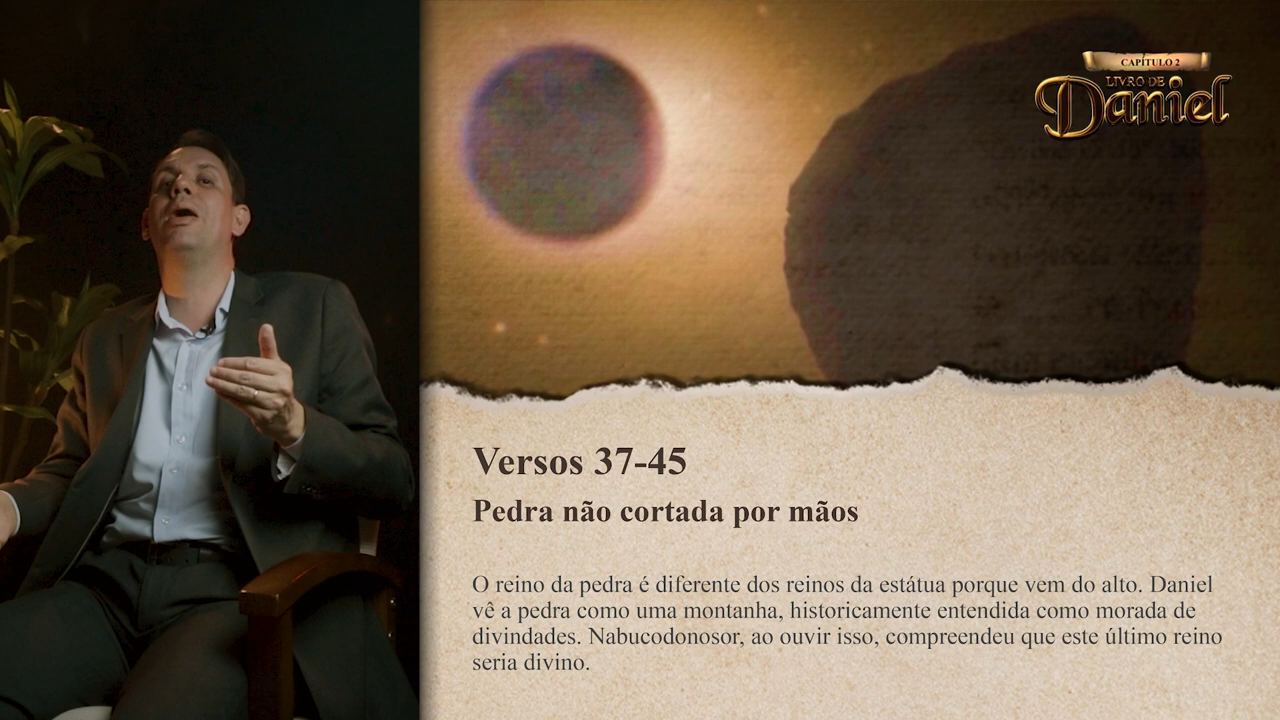 CAPÍTULO 2
LIVRO DE
Daniel
Versos 37-45
Pedra não cortada por mãos
O reino da pedra é diferente dos reinos da estátua porque vem do alto. Daniel
vê a pedra como uma montanha, historicamente entendida como morada de
divindades. Nabucodonosor, ao ouvir isso, compreendeu que este último reino
seria divino.